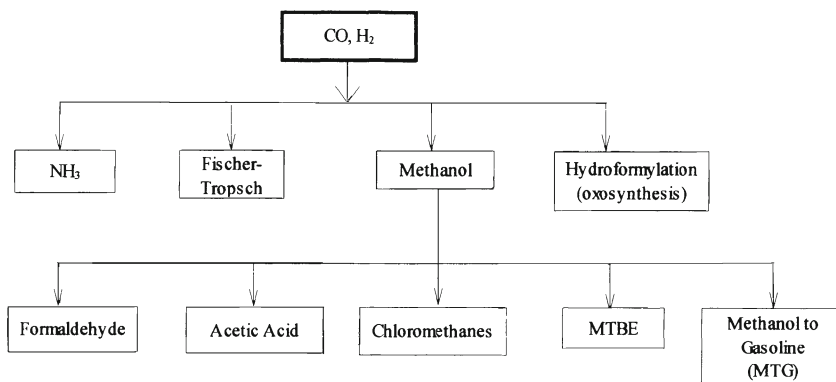 CO, H₂
NH₃
Fischer-
Tropsch
Methanol
Hydroformylation
(oxosynthesis)
Formaldehyde
Acetic Acid
Chloromethanes
MTBE
Methanol to
Gasoline
(MTG)